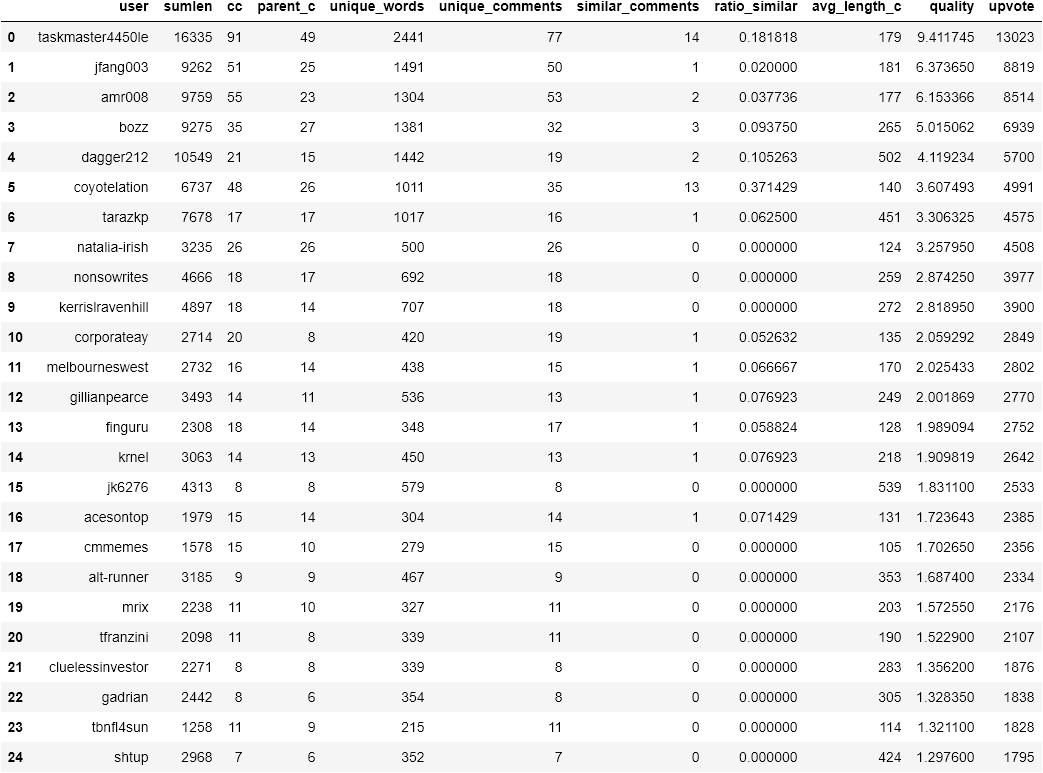 user sumlen cc parent_c unique_words unique_comments similar_comments ratio_similar avg_length_c quality upvote
0 taskmaster4450le 16335 91 49 2441 77 14 0.181818 179 9.411745 13023
1 jfang003 9262 51 25 1491 50 1 0.020000 181 6.373650 8819
2 amr008 9759 55 23 1304 53 2 0.037736 177 6.153366 8514
3 bozz 9275 35 27 1381 32 3 0.093750 265 5.015062 6939
4 dagger212 10549 21 15 1442 19 2 0.105263 502 4.119234 5700
5 coyotelation 6737 48 26 1011 35 13 0.371429 140 3.607493 4991
6 tarazkp 7678 17 17 1017 16 1 0.062500 451 3.306325 4575
7 natalia-irish 3235 26 26 500 26 0 0.000000 124 3.257950 4508
8 nonsowrites 4666 18 17 692 18 0 0.000000 259 2.874250 3977
9 kerrislravenhill 4897 18 14 707 18 0 0.000000 272 2.818950 3900
10 corporateay 2714 20 8 420 19 1 0.052632 135 2.059292 2849
11 melbourneswest 2732 16 14 438 15 1 0.066667 170 2.025433 2802
12 gillianpearce 3493 14 11 536 13 1 0.076923 249 2.001869 2770
13 finguru 2308 18 14 348 17 1 0.058824 128 1.989094 2752
14 krnel 3063 14 13 450 13 1 0.076923 218 1.909819 2642
15 jk6276 4313 8 8 579 8 0 0.000000 539 1.831100 2533
16 acesontop 1979 15 14 304 14 1 0.071429 131 1.723643 2385
17 cmmemes 1578 15 10 279 15 0 0.000000 105 1.702650 2356
18 alt-runner 3185 9 9 467 9 0 0.000000 353 1.687400 2334
19 mrix 2238 11 10 327 11 0 0.000000 203 1.572550 2176
20 tfranzini 2098 11 8 339 11 0 0.000000 190 1.522900 2107
21 cluelessinvestor 2271 8 8 339 8 0 0.000000 283 1.356200 1876
22 gadrian 2442 8 6 354 8 0 0.000000 305 1.328350 1838
23 tbnfl4sun 1258 11 9 215 11 0 0.000000 114 1.321100 1828
24 shtup 2968 7 6 352 7 0 0.000000 424 1.297600 1795